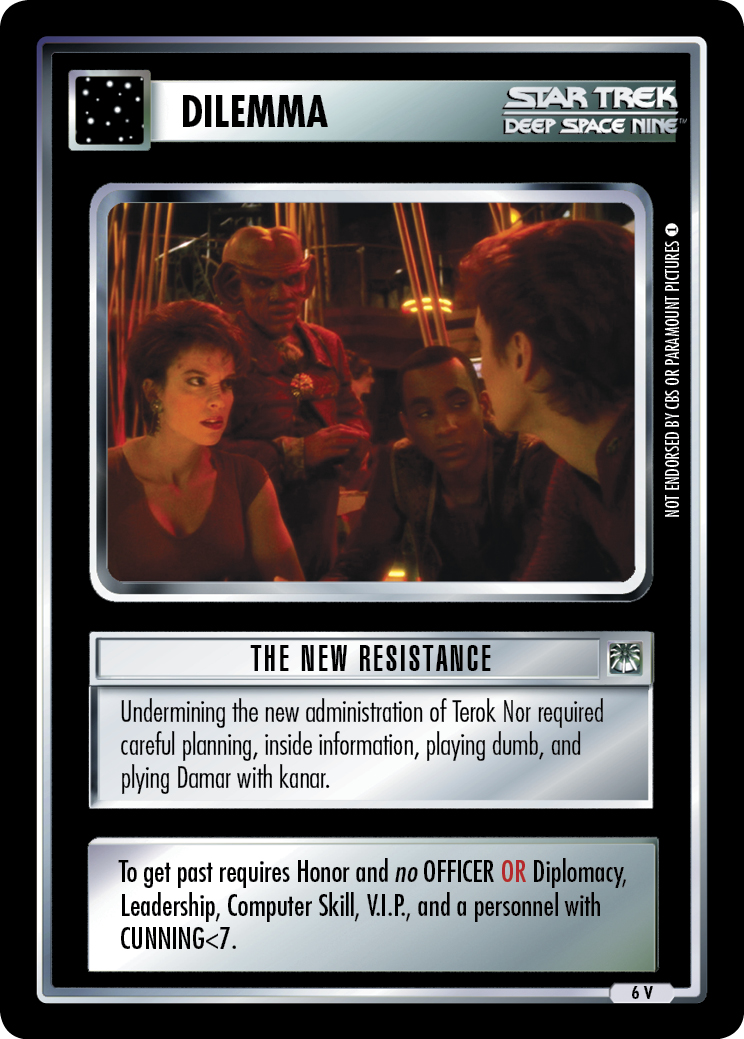 DILEMMA
STAR TREK
DEEP SPACE NINE™
NOT ENDORSED BY CBS OR PARAMOUNT PICTURES 1
THE NEW RESISTANCE
Undermining the new administration of Terok Nor required
careful planning, inside information, playing dumb, and
plying Damar with kanar.
To get past requires Honor and no OFFICER OR Diplomacy,
Leadership, Computer Skill, V.I.P., and a personnel with
CUNNING<7.
6 V